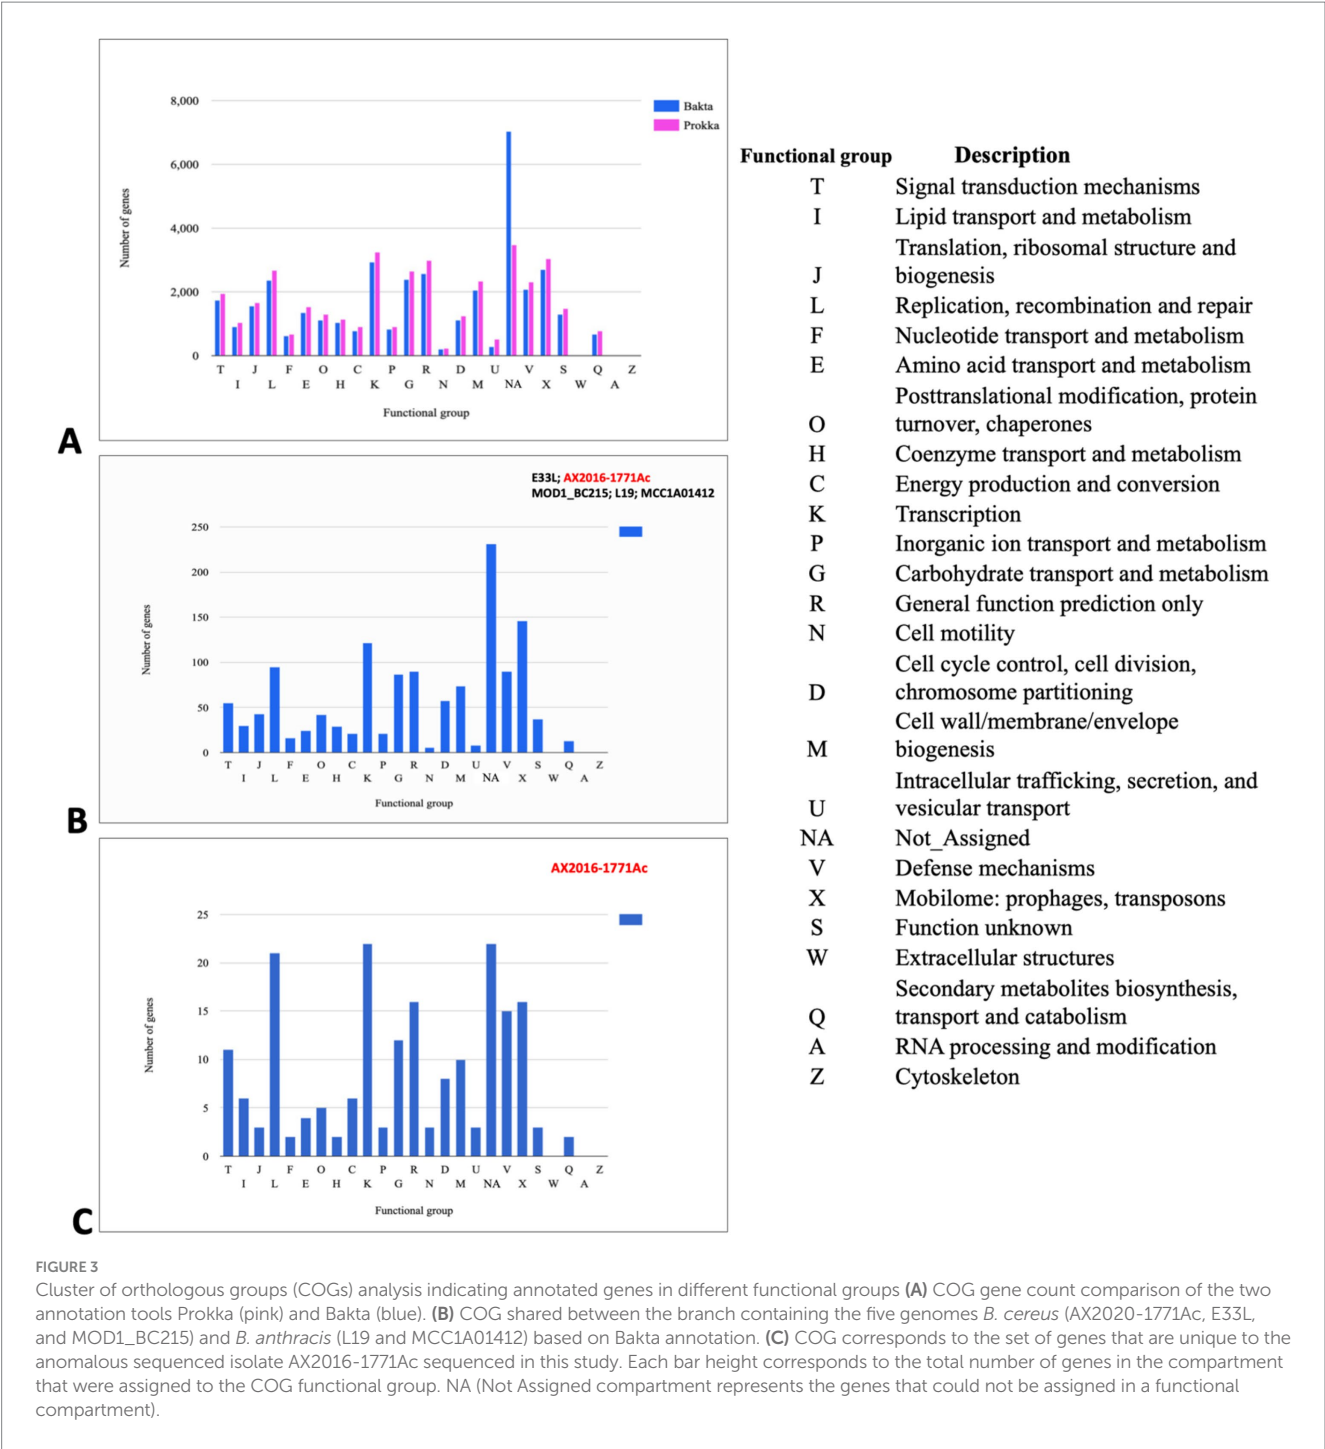 8,000
6,000
4,000
2,000
0
Number of genes
Bakta
Prokka
T J F O C P R D U V S Q Z
I L E H K G N M NA X W A
Functional group
A
E33L; AX2016-1771Ac
MOD1_BC215; L19; MCC1A01412
250
200
150
100
50
0
Number of genes
T J F O C P R D U V S Q Z
I L E H K G N M NA X W A
Functional group
B
AX2016-1771Ac
25
20
15
10
5
0
Number of genes
T J F O C P R D U V S Q Z
I L E H K G N M NA X W A
Functional group
C
Functional group Description
T Signal transduction mechanisms
I Lipid transport and metabolism
Translation, ribosomal structure and
J biogenesis
L Replication, recombination and repair
F Nucleotide transport and metabolism
E Amino acid transport and metabolism
Posttranslational modification, protein
O turnover, chaperones
H Coenzyme transport and metabolism
C Energy production and conversion
K Transcription
P Inorganic ion transport and metabolism
G Carbohydrate transport and metabolism
R General function prediction only
N Cell motility
Cell cycle control, cell division,
D chromosome partitioning
Cell wall/membrane/envelope
M biogenesis
Intracellular trafficking, secretion, and
U vesicular transport
NA Not_Assigned
V Defense mechanisms
X Mobilome: prophages, transposons
S Function unknown
W Extracellular structures
Secondary metabolites biosynthesis,
Q transport and catabolism
A RNA processing and modification
Z Cytoskeleton
FIGURE 3
Cluster of orthologous groups (COGs) analysis indicating annotated genes in different functional groups (A) COG gene count comparison of the two
annotation tools Prokka (pink) and Bakta (blue). (B) COG shared between the branch containing the five genomes B. cereus (AX2020-1771Ac, E33L,
and MOD1_BC215) and B. anthracis (L19 and MCC1A01412) based on Bakta annotation. (C) COG corresponds to the set of genes that are unique to the
anomalous sequenced isolate AX2016-1771Ac sequenced in this study. Each bar height corresponds to the total number of genes in the compartment
that were assigned to the COG functional group. NA (Not Assigned compartment represents the genes that could not be assigned in a functional
compartment).